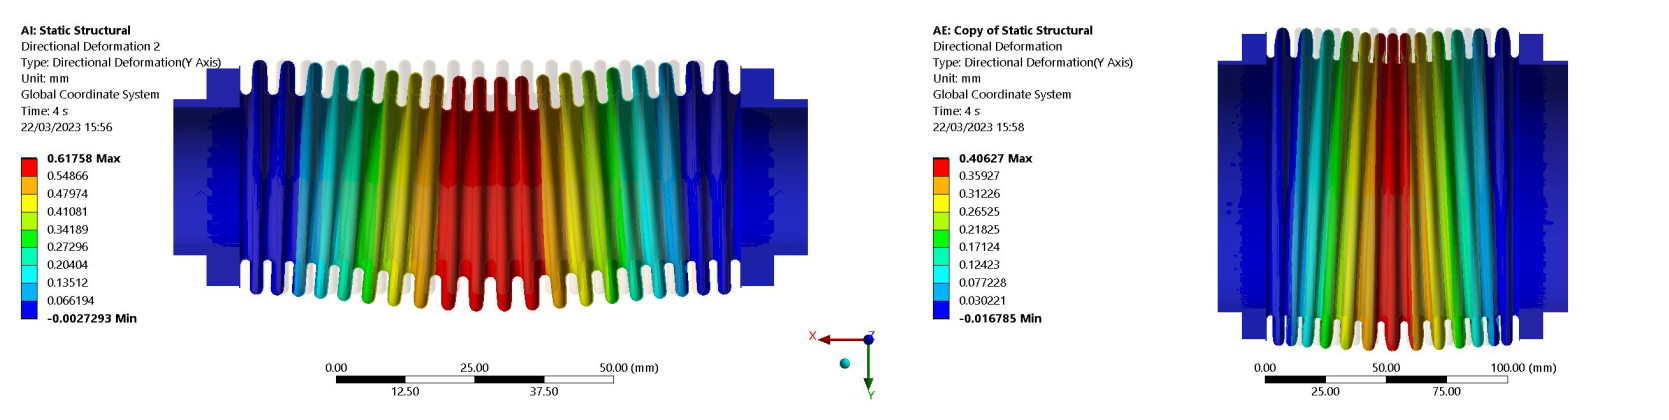 AI: Static Structural
Directional Deformation 2
Type: Directional Deformation(Y Axis)
Unit: mm
Global Coordinate System
Time: 4 s
22/03/2023 15:56
0.61758 Max
0.54866
0.47974
0.41081
0.34189
0.27296
0.20404
0.13512
0.066194
-0.0027293 Min
0.00 25.00 50.00 (mm)
12.50 37.50
X Z
Y
AE: Copy of Static Structural
Directional Deformation
Type: Directional Deformation(Y Axis)
Unit: mm
Global Coordinate System
Time: 4 s
22/03/2023 15:58
0.40627 Max
0.35927
0.31226
0.26525
0.21825
0.17124
0.12423
0.077228
0.030221
-0.016785 Min
0.00 50.00 100.00 (mm)
25.00 75.00